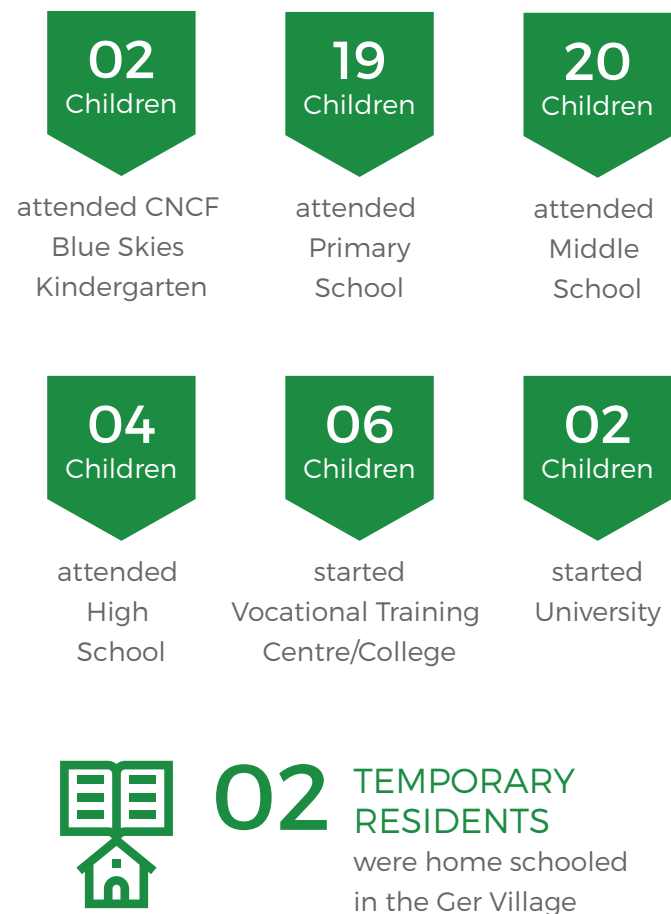 02
Children
attended CNCF
Blue Skies
Kindergarten
19
Children
attended
Primary
School
20
Children
attended
Middle
School
04
Children
attended
High
School
06
Children
started
Vocational Training
Centre/College
02
Children
started
University
02
TEMPORARY
RESIDENTS
were home schooled
in the Ger Village